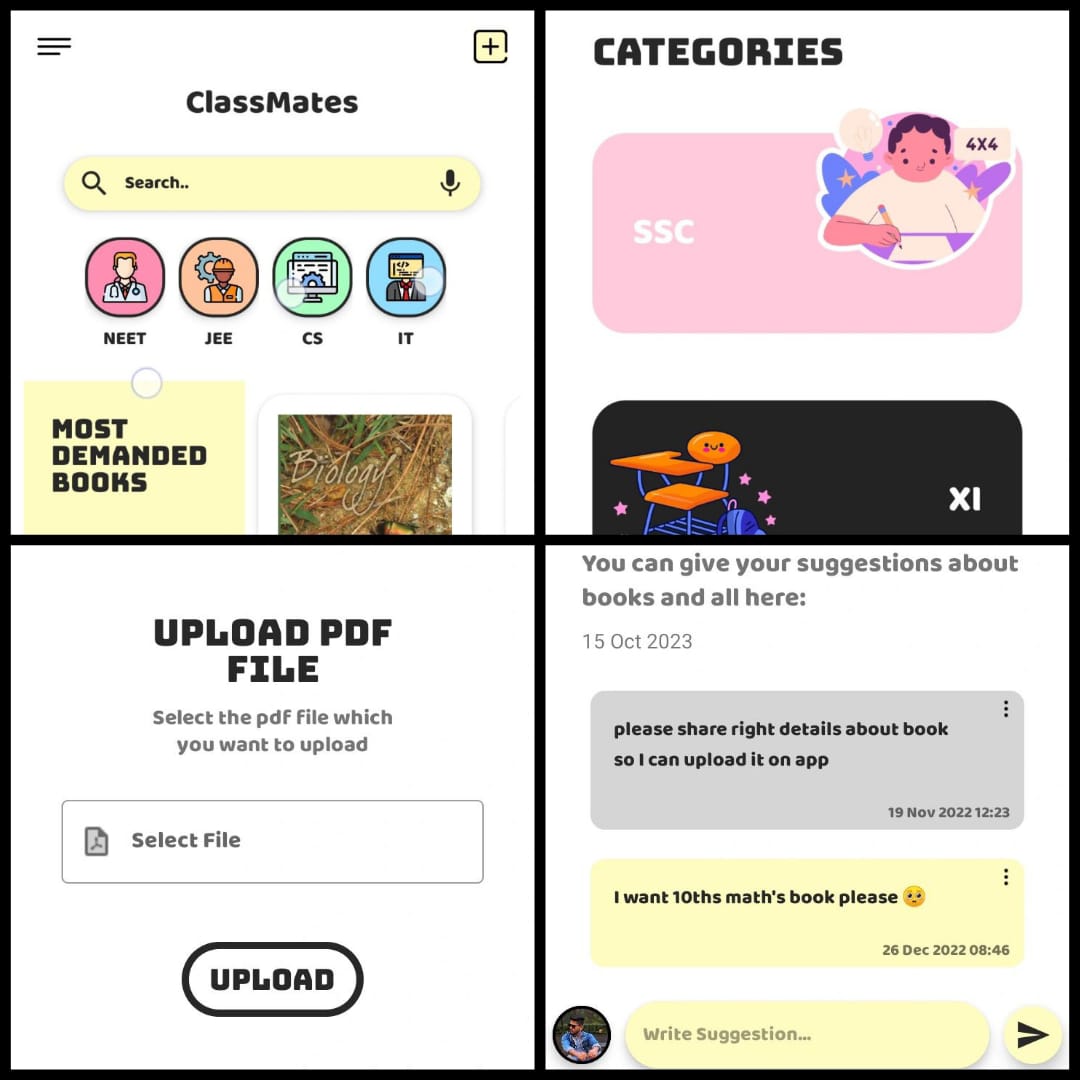 ClassMates
Search..
NEET
JEE
CS
IT
MOST
DEMANDED
BOOKS
Biology
CATEGORIES
4X4
SSC
XI
UPLOAD PDF
FILE
Select the pdf file which
you want to upload
Select File
UPLOAD
You can give your suggestions about
books and all here:
15 Oct 2023
please share right details about book
so I can upload it on app
19 Nov 2022 12:23
I want 10ths math's book please 🥺
26 Dec 2022 08:46
Write Suggestion...